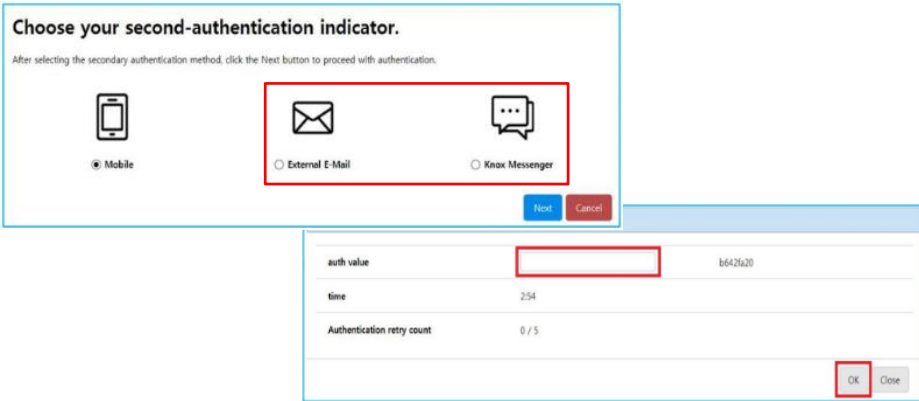 Choose your second-authentication indicator.
After selecting the secondary authentication method, click the Next button to proceed with authentication.
Mobile
External E-Mail
Knox Messenger
Next
Cancel
auth value
b642fa20
time
2:54
Authentication retry count
0 / 5
OK
Close